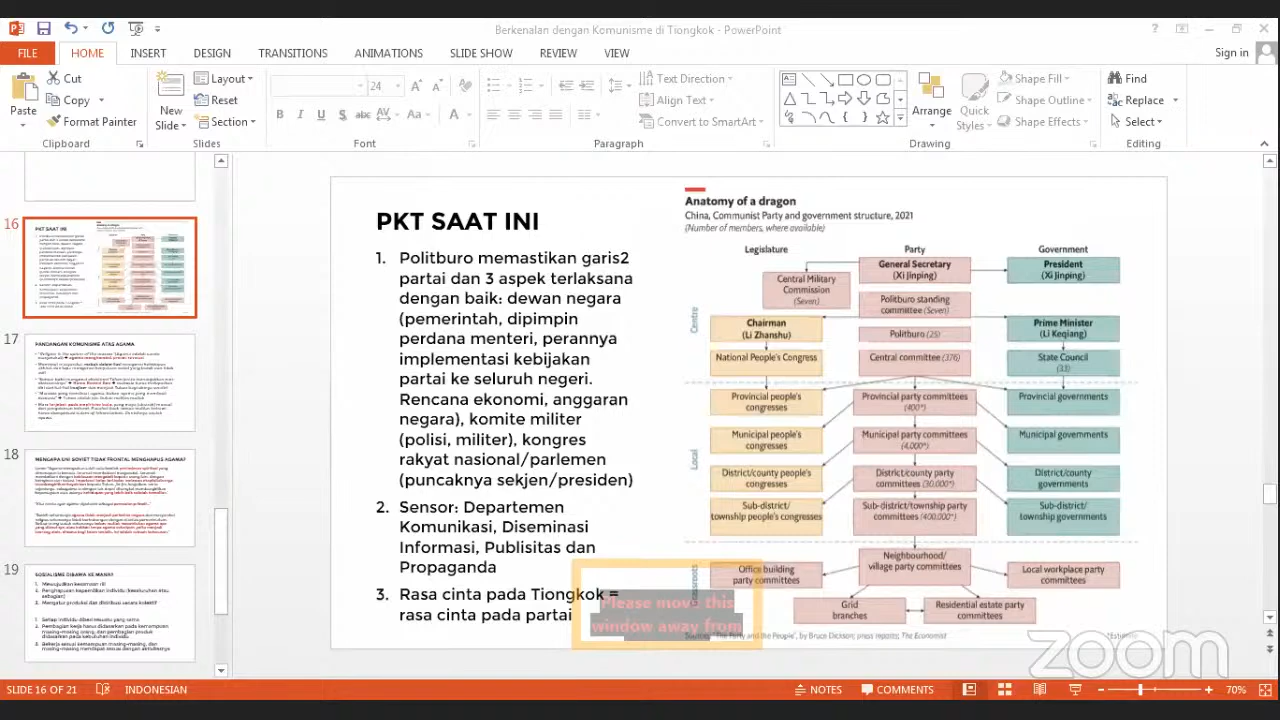 Berkenalan dengan Komunisme di Tiongkok - PowerPoint
FILE HOME INSERT DESIGN TRANSITIONS ANIMATIONS SLIDE SHOW REVIEW VIEW Sign in
Paste
Cut
Copy
Format Painter
Clipboard
New Slide
Layout
Reset
Section
Slides
24
Font
Text Direction
Align Text
Convert to SmartArt
Paragraph
Arrange
Quick Styles
Shape Fill
Shape Outline
Shape Effects
Drawing
Find
Replace
Select
Editing
16
PKT SAAT INI
17
PANDANGAN KOMUNISME ATAS AGAMA
18
MENGAPA UNI SOVIET TIDAK FRONTAL MENGHAPUS AGAMA?
19
SOSIALISME DIBAWA KE MANA?
PKT SAAT INI
1. Politburo memastikan garis2
partai dan 3 aspek terlaksana
dengan baik: dewan negara
(pemerintah, dipimpin
perdana menteri, perannya
implementasi kebijakan
partai ke seluruh negeri.
Rencana ekonomi, anggaran
negara), komite militer
(polisi, militer), kongres
rakyat nasional/parlemen
(puncaknya sekjen/presiden)
2. Sensor: Departemen
Komunikasi, Diseminasi
Informasi, Publisitas dan
Propaganda
3. Rasa cinta pada Tiongkok =
rasa cinta pada partai
Please move this
window away from
Anatomy of a dragon
China, Communist Party and government structure, 2021
(Number of members, where available)
Legislature Party Government
Centre
Central Military
Commission
(Seven)
General Secretary
(Xi Jinping)
President
(Xi Jinping)
Politburo standing
committee (Seven)
Chairman
(Li Zhanshu)
Politburo (25)
Prime Minister
(Li Keqiang)
National People's Congress
Central committee (376)
State Council
(33)
Local
Provincial people's
congresses
Provincial party committees
(400*)
Provincial governments
Municipal people's
congresses
Municipal party committees
(4,000*)
Municipal governments
District/county people's
congresses
District/county party
committees (30,000*)
District/county
governments
Sub-district/
township people's congresses
Sub-district/township party
committees (400,000*)
Sub-district/
township governments
Office building
party committees
Neighbourhood/
village party committees
Local workplace party
committees
Grid
branches
Residential estate party
committees
'The Party and the People', by Bruce Dickson; press reports; The Economist
zoom
SLIDE 16 OF 21 INDONESIAN NOTES COMMENTS 70%